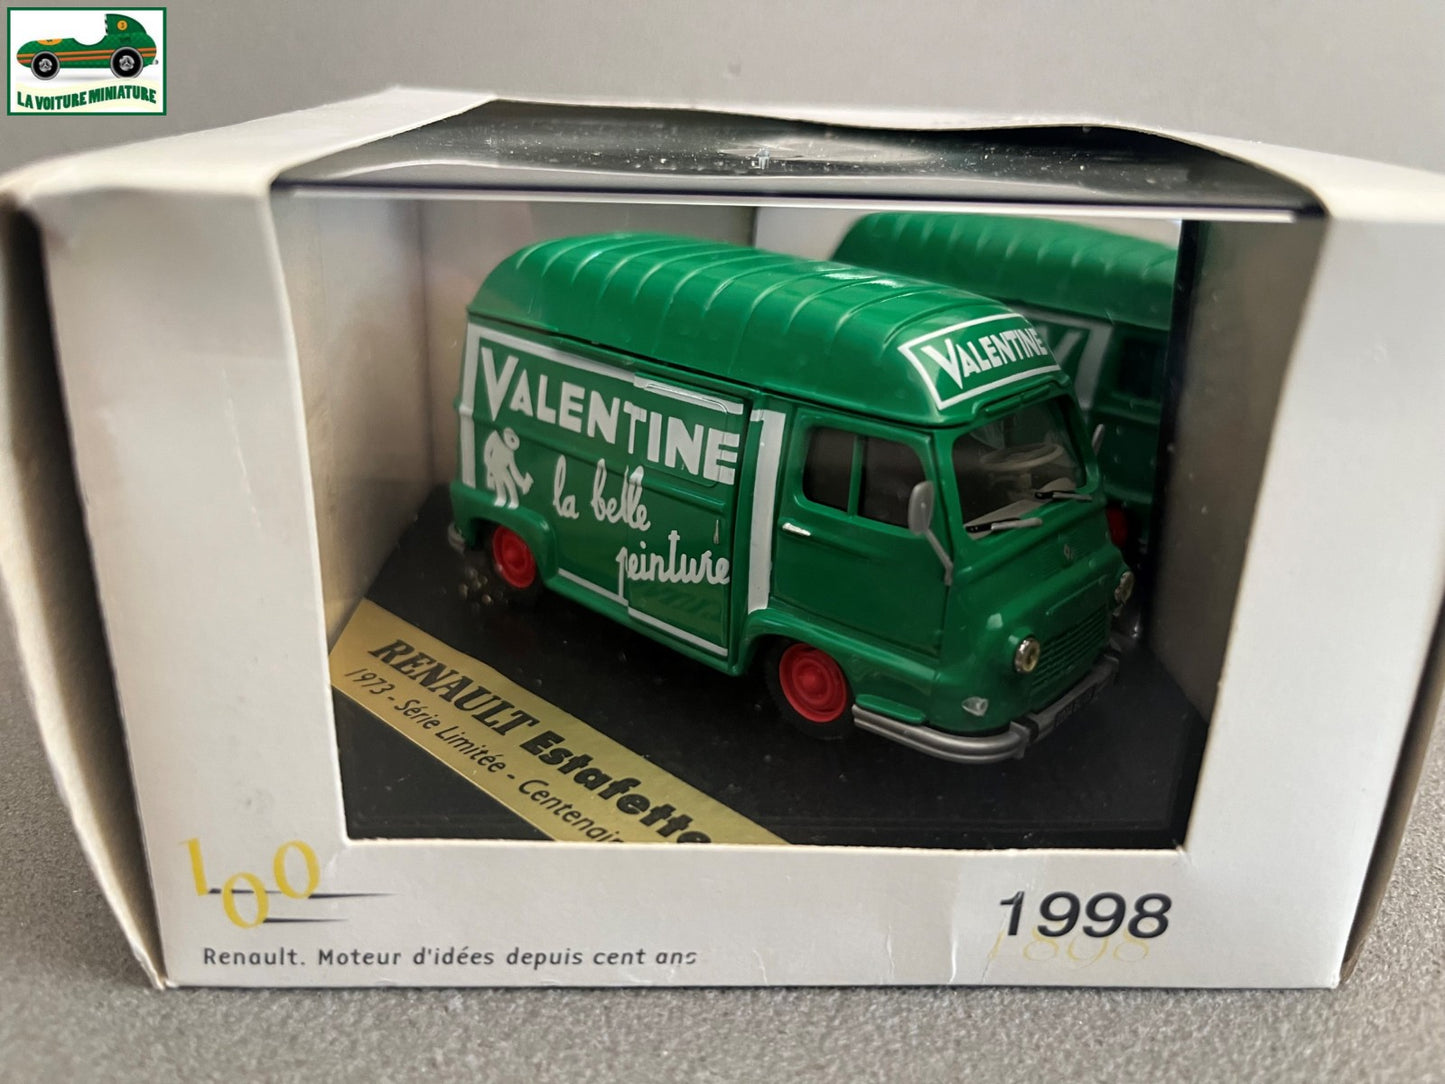 LA VOITURE MINIATURE
VALENTINE
VALENTINE
la belle
peinture
RENAULT Estafette
1973 - Série Limitée - Centenair
100
Renault. Moteur d'idées depuis cent ans
1998
1898